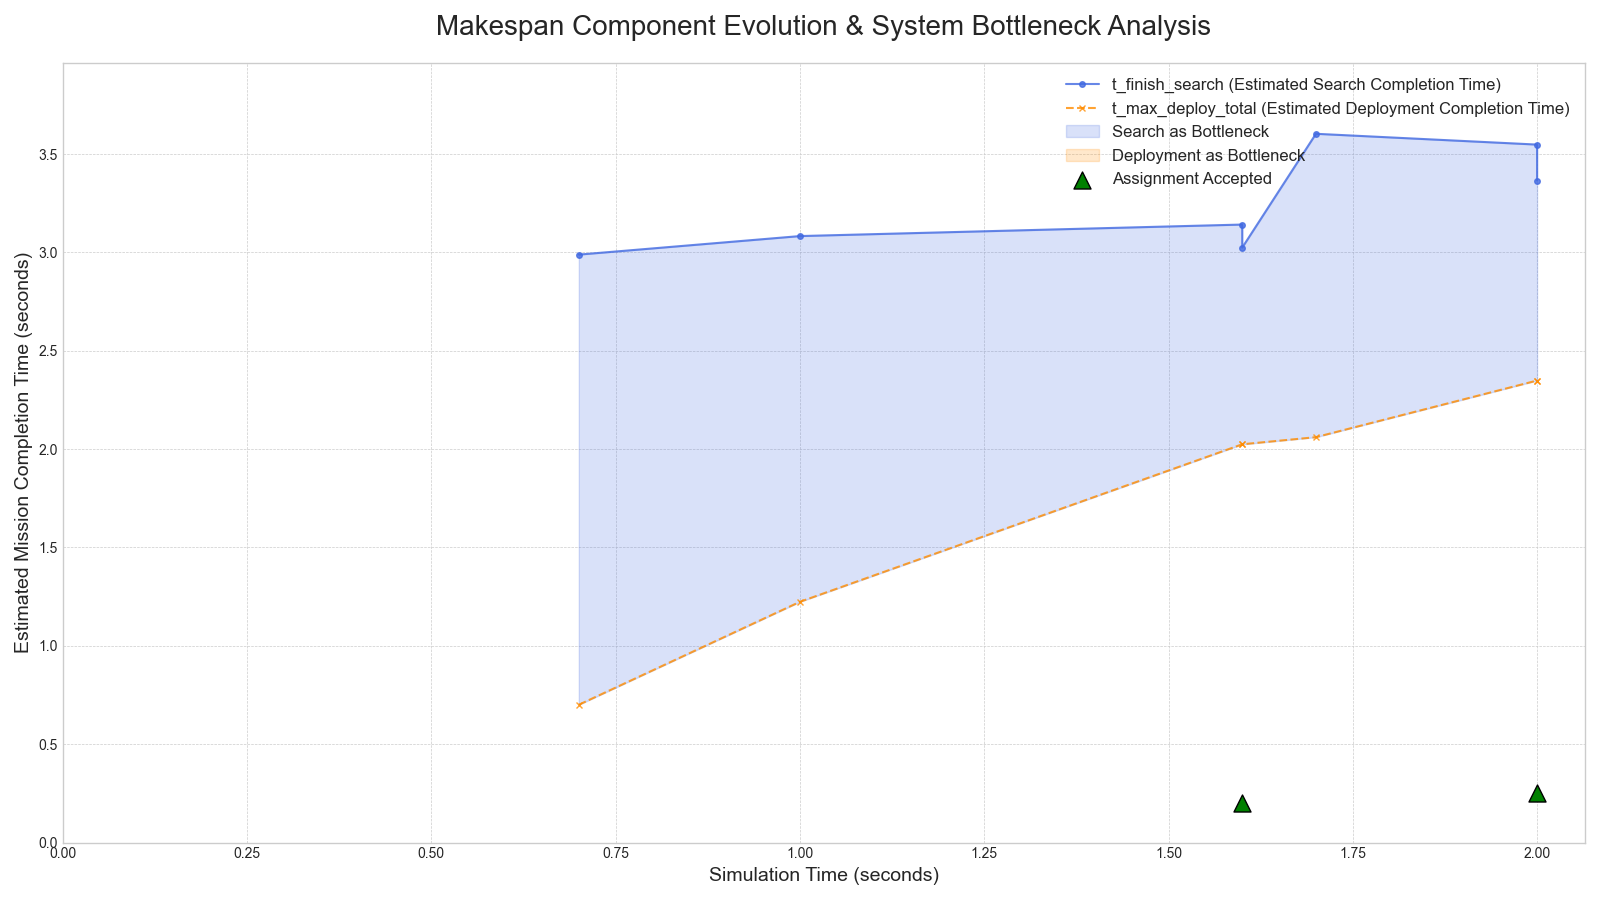 Makespan Component Evolution & System Bottleneck Analysis
t_finish_search (Estimated Search Completion Time)
t_max_deploy_total (Estimated Deployment Completion Time)
Search as Bottleneck
Deployment as Bottleneck
Assignment Accepted
Estimated Mission Completion Time (seconds)
3.5
3.0
2.5
2.0
1.5
1.0
0.5
0.0
0.00 0.25 0.50 0.75 1.00 1.25 1.50 1.75 2.00
Simulation Time (seconds)